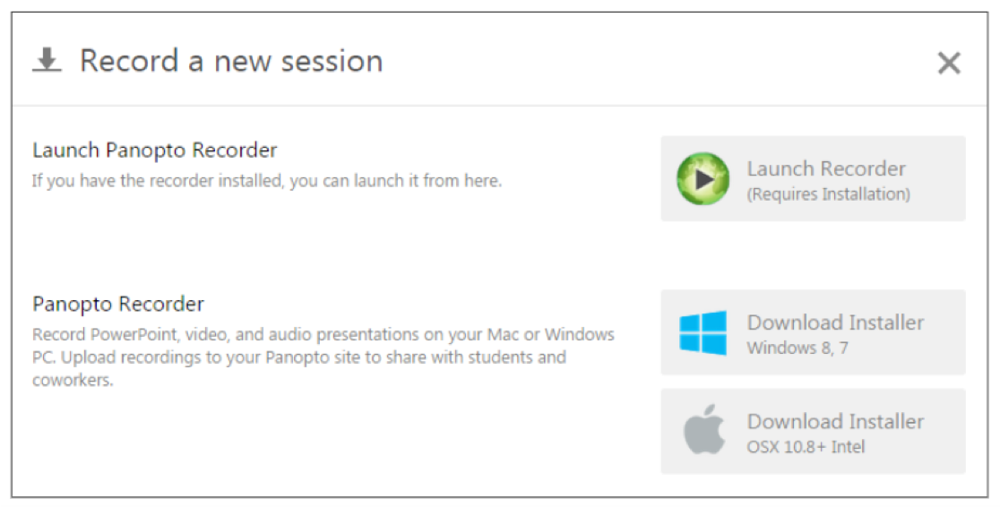 Record a new session
Launch Panopto Recorder
If you have the recorder installed, you can launch it from here.
Launch Recorder
(Requires Installation)
Panopto Recorder
Record PowerPoint, video, and audio presentations on your Mac or Windows
PC. Upload recordings to your Panopto site to share with students and
coworkers.
Download Installer
Windows 8, 7
Download Installer
OSX 10.8+ Intel